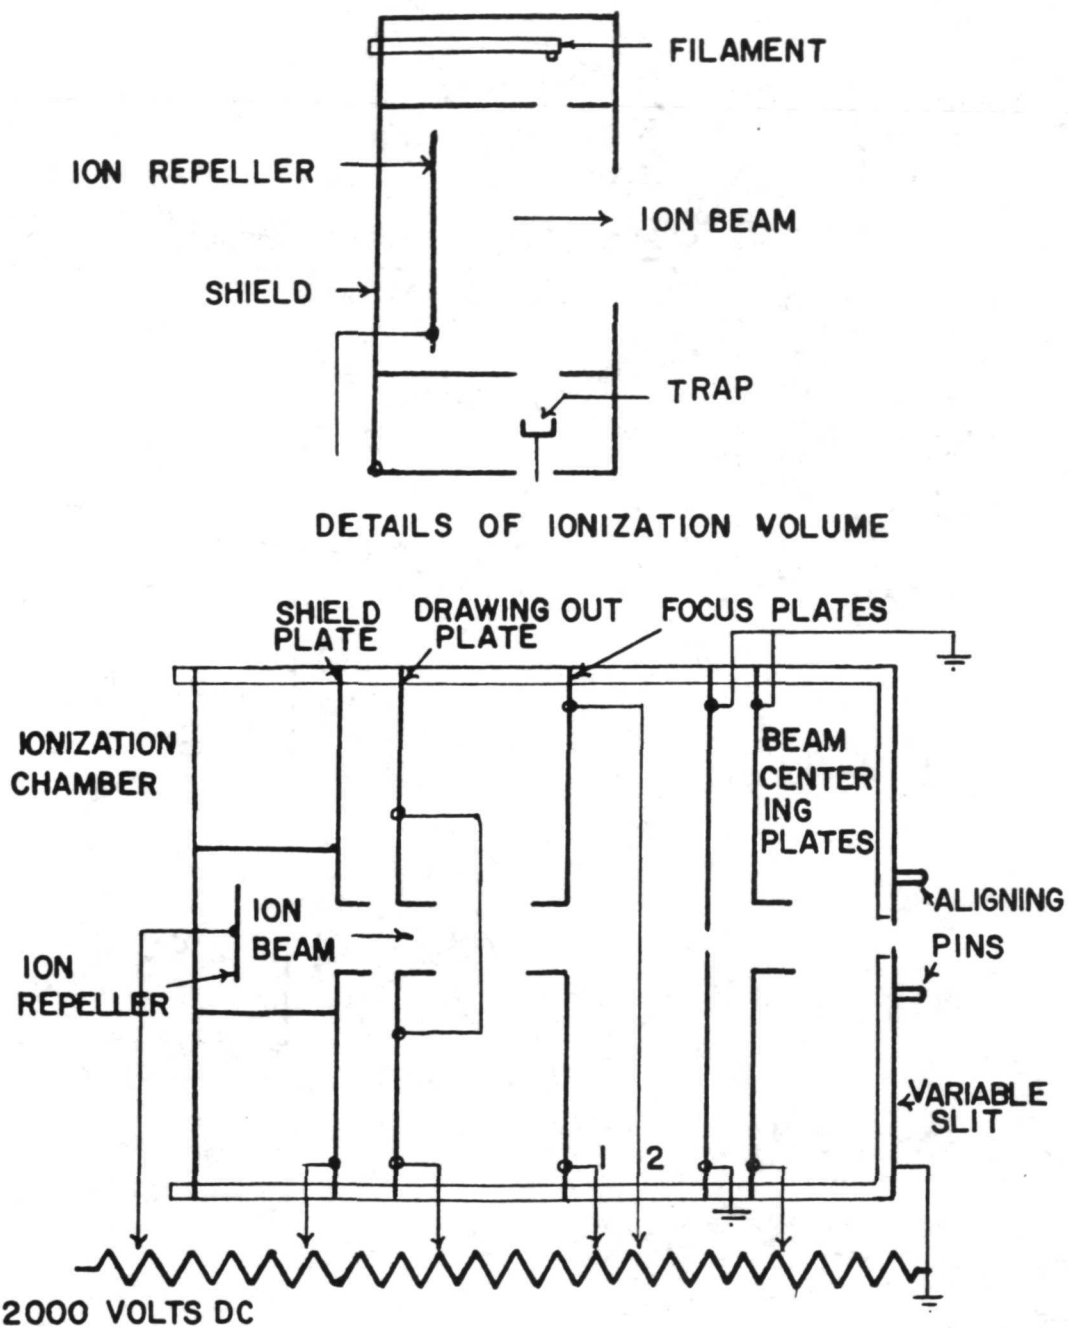 FILAMENT
ION REPELLER
ION BEAM
SHIELD
TRAP
DETAILS OF IONIZATION VOLUME
SHIELD
PLATE
DRAWING OUT
PLATE
FOCUS PLATES
IONIZATION
CHAMBER
BEAM
CENTER
ING
PLATES
ION
BEAM
ALIGNING
PINS
ION
REPELLER
VARIABLE
SLIT
1 2
2000 VOLTS DC